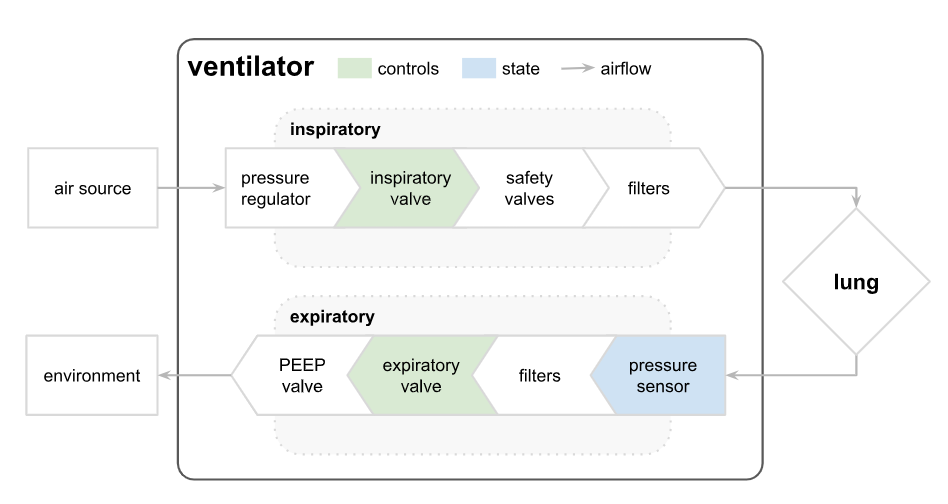 ventilator
controls
state
airflow
inspiratory
air source
pressure
regulator
inspiratory
valve
safety
valves
filters
lung
expiratory
environment
PEEP
valve
expiratory
valve
filters
pressure
sensor